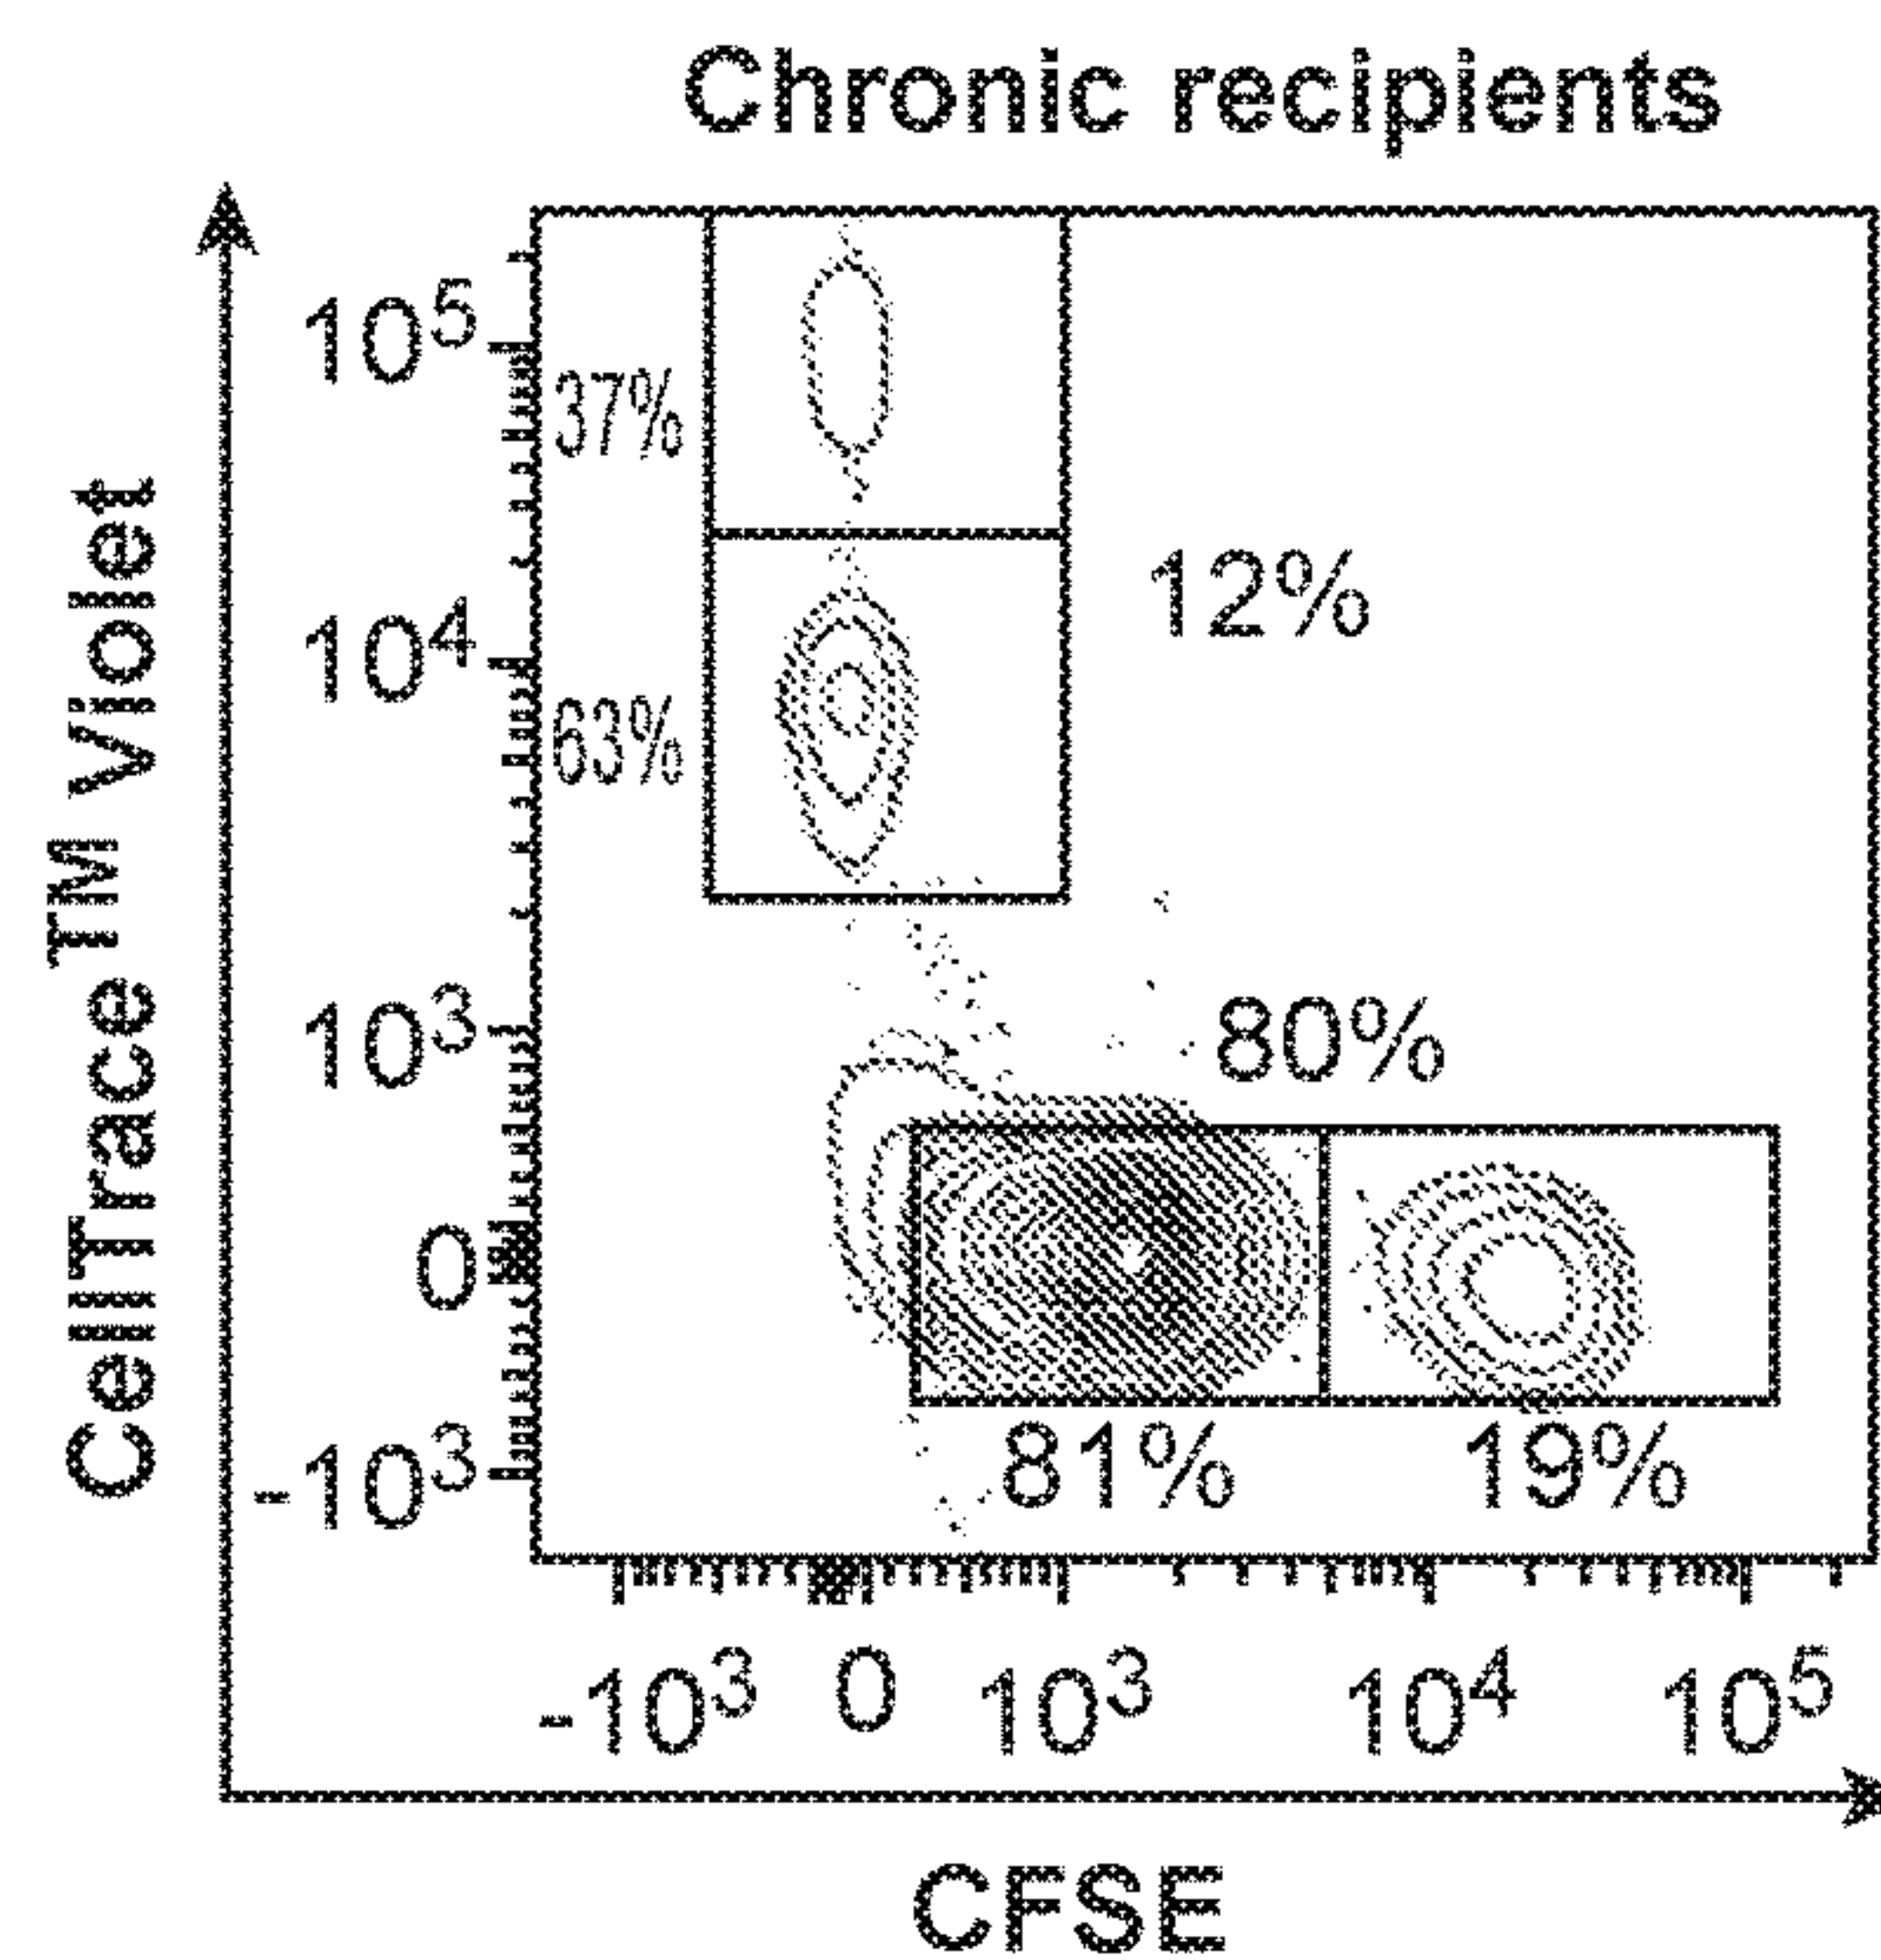 Chronic recipients
CellTrace™ Violet
10⁵
37%
12%
10⁴
63%
10³
80%
0
-10³
81%
19%
-10³ 0 10³ 10⁴ 10⁵
CFSE